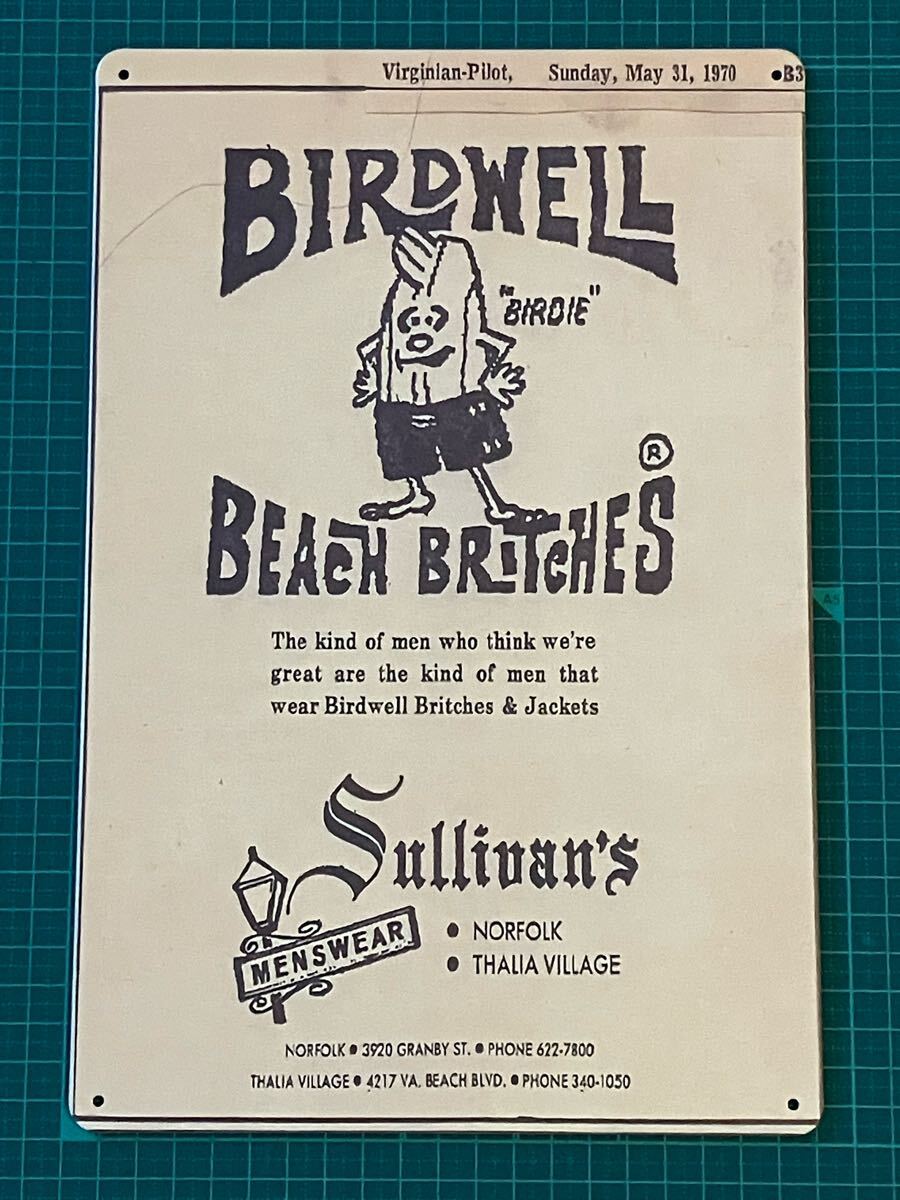 Virginian-Pilot, Sunday, May 31, 1970 B3
BIRDWELL
"BIRDIE"
®
BEACH BRITCHES
The kind of men who think we're
great are the kind of men that
wear Birdwell Britches & Jackets
Sullivan's
MENSWEAR
• NORFOLK
• THALIA VILLAGE
NORFOLK • 3920 GRANBY ST. • PHONE 622-7800
THALIA VILLAGE • 4217 VA. BEACH BLVD. • PHONE 340-1050
A5